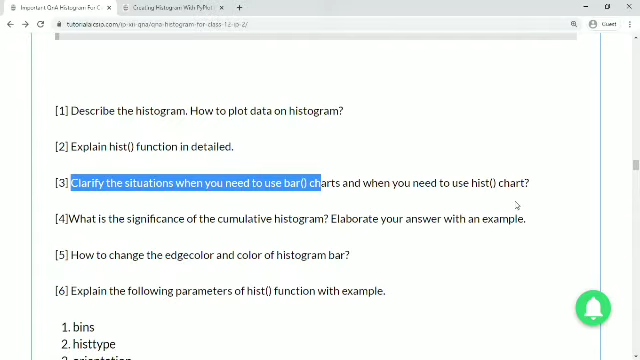 Important QnA Histogram For C
Creating Histogram With PyPlot
tutorialaicsip.com/ip-xii-qna/qna-histogram-for-class-12-ip-2/
Guest
[1] Describe the histogram. How to plot data on histogram?
[2] Explain hist() function in detailed.
[3] Clarify the situations when you need to use bar() charts and when you need to use hist() chart?
[4]What is the significance of the cumulative histogram? Elaborate your answer with an example.
[5] How to change the edgecolor and color of histogram bar?
[6] Explain the following parameters of hist() function with example.
1. bins
2. histtype
3. orientation